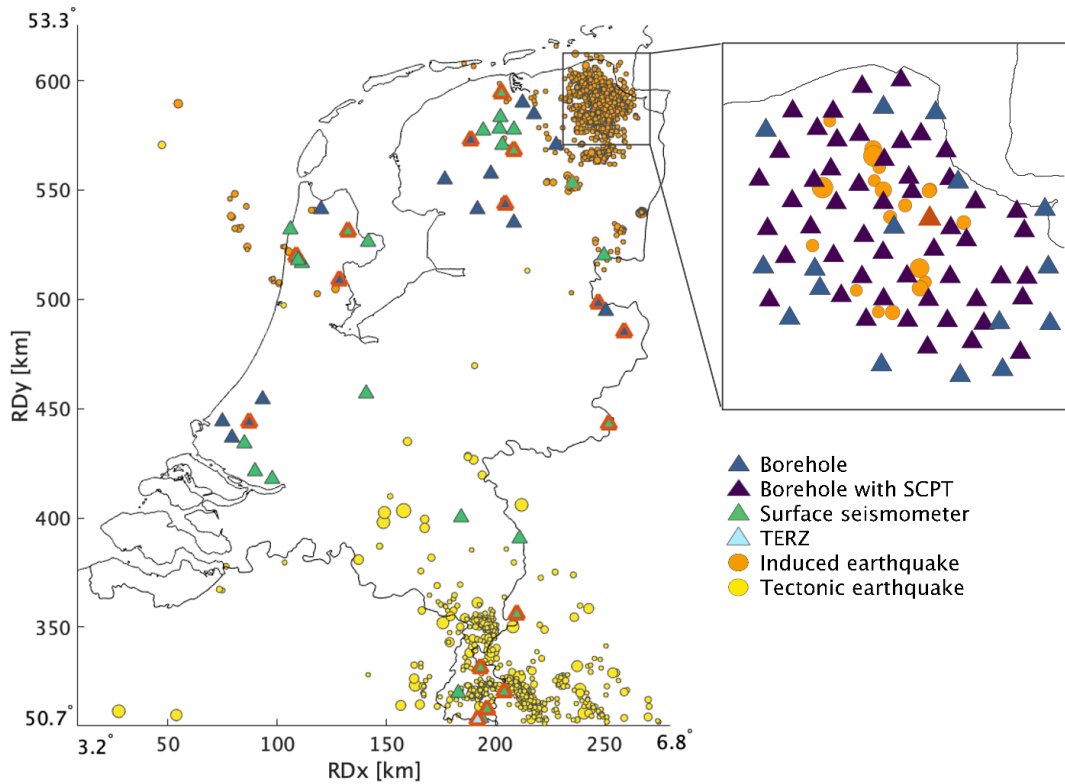 53.3°
600
550
500
450
400
350
50.7°
RDy [km]
3.2°
50
100
150
200
250
6.8°
RDx [km]
Borehole
Borehole with SCPT
Surface seismometer
TERZ
Induced earthquake
Tectonic earthquake